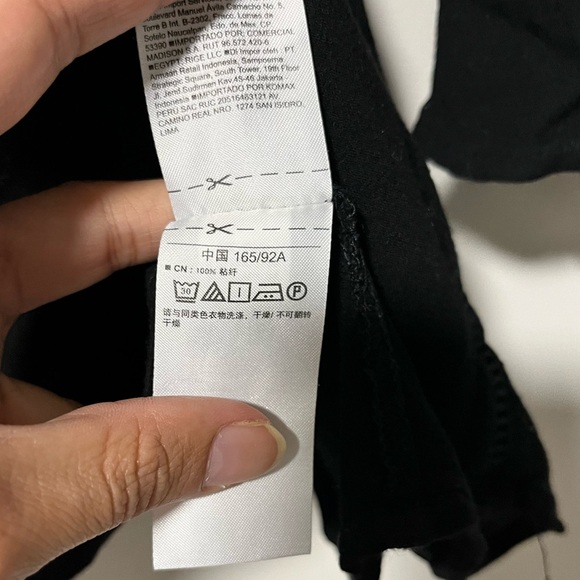 Boulevard Manuel Avila Camacho No. 5,
Torre B Int. B-2302, Fracc. Lomas de
Sotelo Naucalpan, Edo. de Mex. CP
53390 ■IMPORTADO POR: COMERCIAL
MADISON S.A. RUT 96.572.420-6
■EGYPT: RIGE LLC ■Di Impor oleh : PT.
Armaan Retail Indonesia, Sampoerna
Strategic Square, South Tower, 19th Floor
Jl. Jend.Sudirman Kav.45-46 Jakarta
Indonesia ■IMPORTADO POR KOMAX
PERÚ SAC RUC 20516463121 AV.
CAMINO REAL NRO. 1274 SAN ISIDRO,
LIMA
中国 165/92A
■ CN : 100% 粘纤
30 P
请与同类色衣物洗涤, 干燥/ 不可翻转
干燥